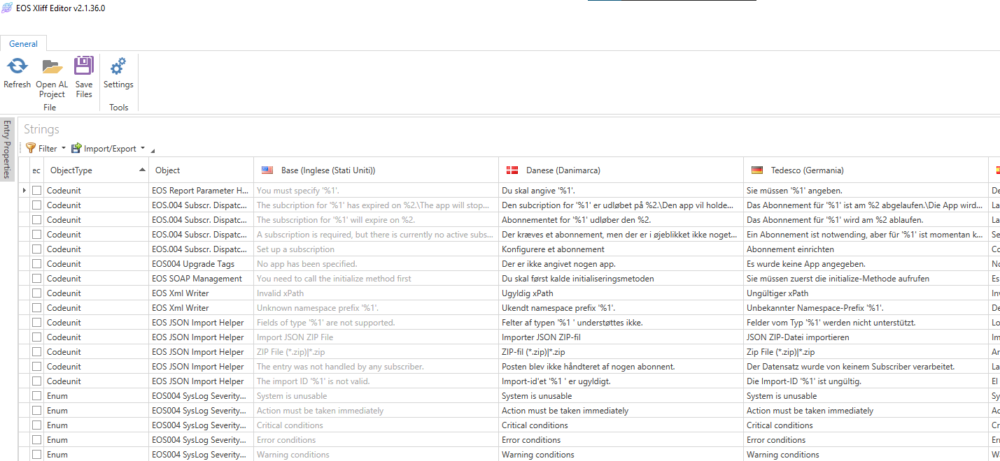 EOS Xliff Editor v2.1.36.0
General
Refresh Open AL Project Save Files Settings
File Tools
Entry Properties
Strings
Filter Import/Export
ec ObjectType Object Base (Inglese (Stati Uniti)) Danese (Danimarca) Tedesco (Germania)
Codeunit EOS Report Parameter H... You must specify '%1'. Du skal angive '%1'. Sie müssen '%1' angeben. De
Codeunit EOS.004 Subscr. Dispatc... The subcription for '%1' has expired on %2.\The app will stop... Den subcription for '%1' er udløbet på %2.\Den app vil holde... Das Abonnement für '%1' ist am %2 abgelaufen.\Die App wird... La
Codeunit EOS.004 Subscr. Dispatc... The subscription for '%1' will expire on %2. Abonnementet for '%1' udløber den %2. Das Abonnement für '%1' wird am %2 ablaufen. La
Codeunit EOS.004 Subscr. Dispatc... A subscription is required, but there is currently no active subs... Der kræves et abonnement, men der er i øjeblikket ikke noget... Ein Abonnement ist notwending, aber für '%1' ist momentan k... Se
Codeunit EOS.004 Subscr. Dispatc... Set up a subscription Konfigurere et abonnement Abonnement einrichten Co
Codeunit EOS004 Upgrade Tags No app has been specified. Der er ikke angivet nogen app. Es wurde keine App angegeben. No
Codeunit EOS SOAP Management You need to call the initialize method first Du skal først kalde initialiseringsmetoden Sie müssen zuerst die initialize-Methode aufrufen Es
Codeunit EOS Xml Writer Invalid xPath Ugyldig xPath Ungültiger xPath Inv
Codeunit EOS Xml Writer Unknown namespace prefix '%1'. Ukendt namespace prefix '%1'. Unbekannter Namespace-Prefix '%1'. De
Codeunit EOS JSON Import Helper Fields of type '%1' are not supported. Felter af typen '%1 ' understøttes ikke. Felder vom Typ '%1' werden nicht unterstützt. Lo
Codeunit EOS JSON Import Helper Import JSON ZIP File Importer JSON ZIP-fil JSON ZIP-Datei importieren Im
Codeunit EOS JSON Import Helper ZIP File (*.zip)|*.zip ZIP-fil (*.zip)|*.zip Zip File (*.zip)|*.zip Ar
Codeunit EOS JSON Import Helper The entry was not handled by any subscriber. Posten blev ikke håndteret af nogen abonnent. Der Datensatz wurde von keinem Subscriber verarbeitet. La
Codeunit EOS JSON Import Helper The import ID '%1' is not valid. Import-id'et '%1 ' er ugyldigt. Die Import-ID '%1' ist ungültig. El
Enum EOS004 SysLog Severity... System is unusable System is unusable System is unusable Sy
Enum EOS004 SysLog Severity... Action must be taken immediately Action must be taken immediately Action must be taken immediately Ac
Enum EOS004 SysLog Severity... Critical conditions Critical conditions Critical conditions Cr
Enum EOS004 SysLog Severity... Error conditions Error conditions Error conditions Er
Enum EOS004 SysLog Severity... Warning conditions Warning conditions Warning conditions W